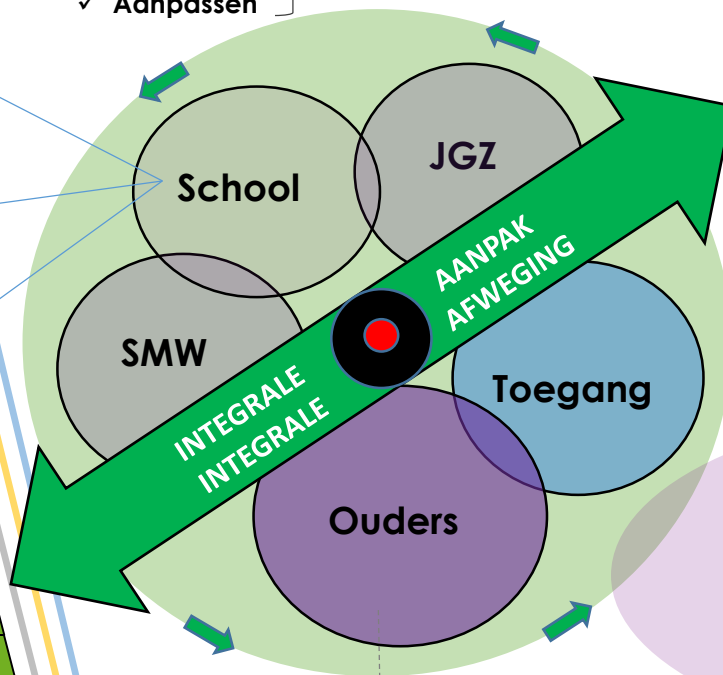 ✓ Aanpassen
JGZ
School
AANPAK
AFWEGING
SMW
INTEGRALE
INTEGRALE
Toegang
Ouders